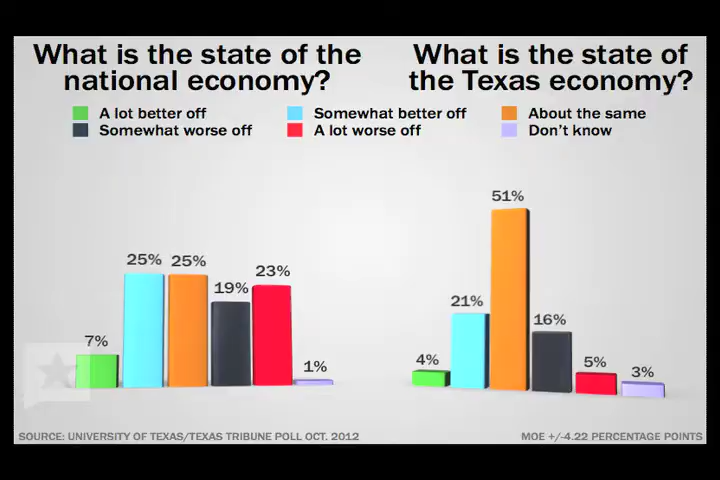 What is the state of the
national economy?
What is the state of
the Texas economy?
A lot better off
Somewhat better off
About the same
Somewhat worse off
A lot worse off
Don't know
7%
25%
25%
19%
23%
1%
4%
21%
51%
16%
5%
3%
SOURCE: UNIVERSITY OF TEXAS/TEXAS TRIBUNE POLL OCT. 2012
MOE +/-4.22 PERCENTAGE POINTS